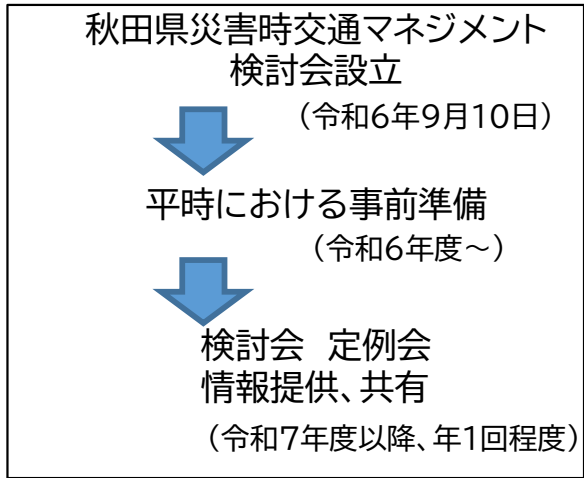 秋田県災害時交通マネジメント
検討会設立
（令和6年9月10日）
平時における事前準備
（令和6年度～）
検討会　定例会
情報提供、共有
（令和7年度以降、年1回程度）